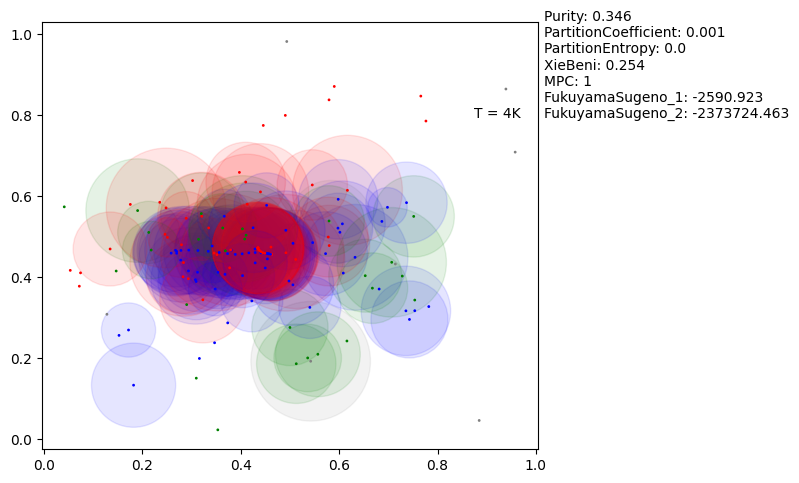 Purity: 0.346
PartitionCoefficient: 0.001
PartitionEntropy: 0.0
XieBeni: 0.254
MPC: 1
FukuyamaSugeno_1: -2590.923
FukuyamaSugeno_2: -2373724.463
T = 4K
1.0
0.8
0.6
0.4
0.2
0.0
0.0 0.2 0.4 0.6 0.8 1.0